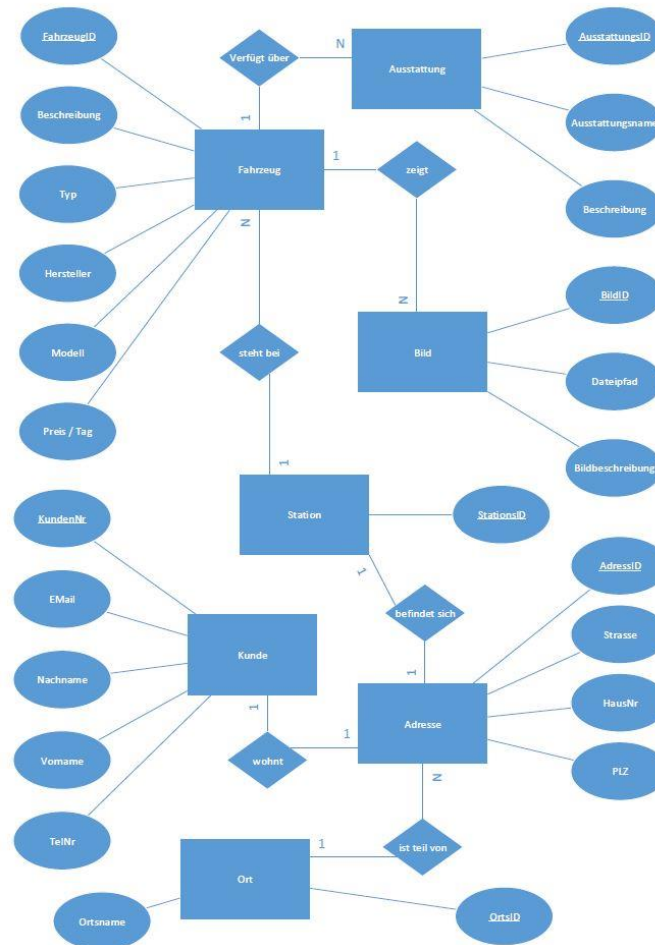 FahrzeugID
Verfügt über
N
Ausstattung
AusstattungsID
Beschreibung
1
Ausstattungsname
Fahrzeug
1
zeigt
Typ
Beschreibung
N
Hersteller
BildID
N
Modell
steht bei
Bild
Dateipfad
Preis / Tag
1
Bildbeschreibung
KundenNr
Station
StationsID
1
AdressID
EMail
befindet sich
Strasse
Kunde
Nachname
1
HausNr
1
Adresse
Vorname
wohnt
1
PLZ
N
TelNr
1
ist teil von
Ort
Ortsname
OrtsID